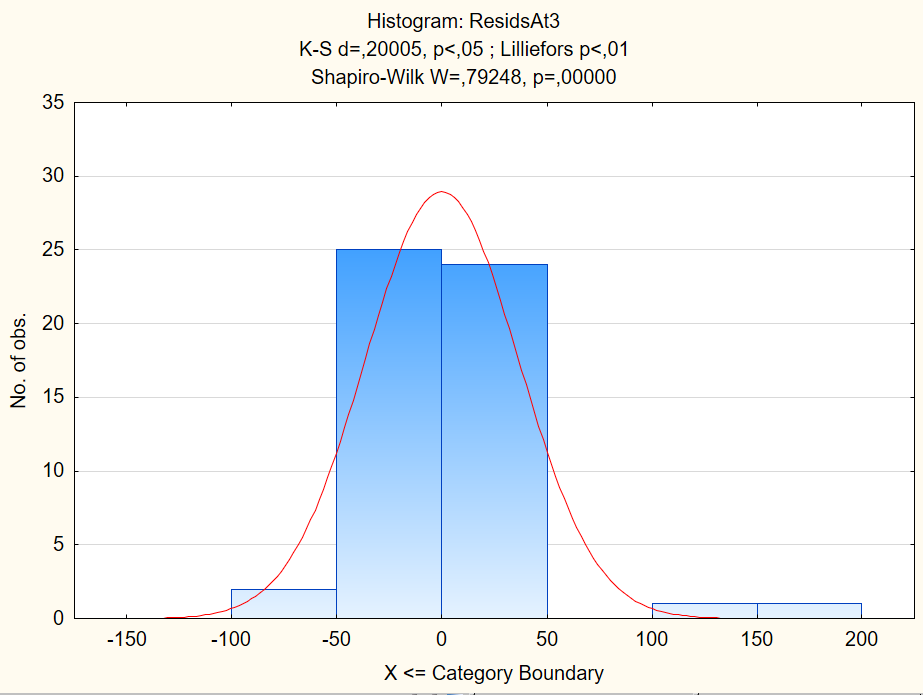 Histogram: ResidsAt3
K-S d=,20005, p<,05 ; Lilliefors p<,01
Shapiro-Wilk W=,79248, p=,00000
35
30
25
20
15
10
5
0
No. of obs.
-150 -100 -50 0 50 100 150 200
X <= Category Boundary